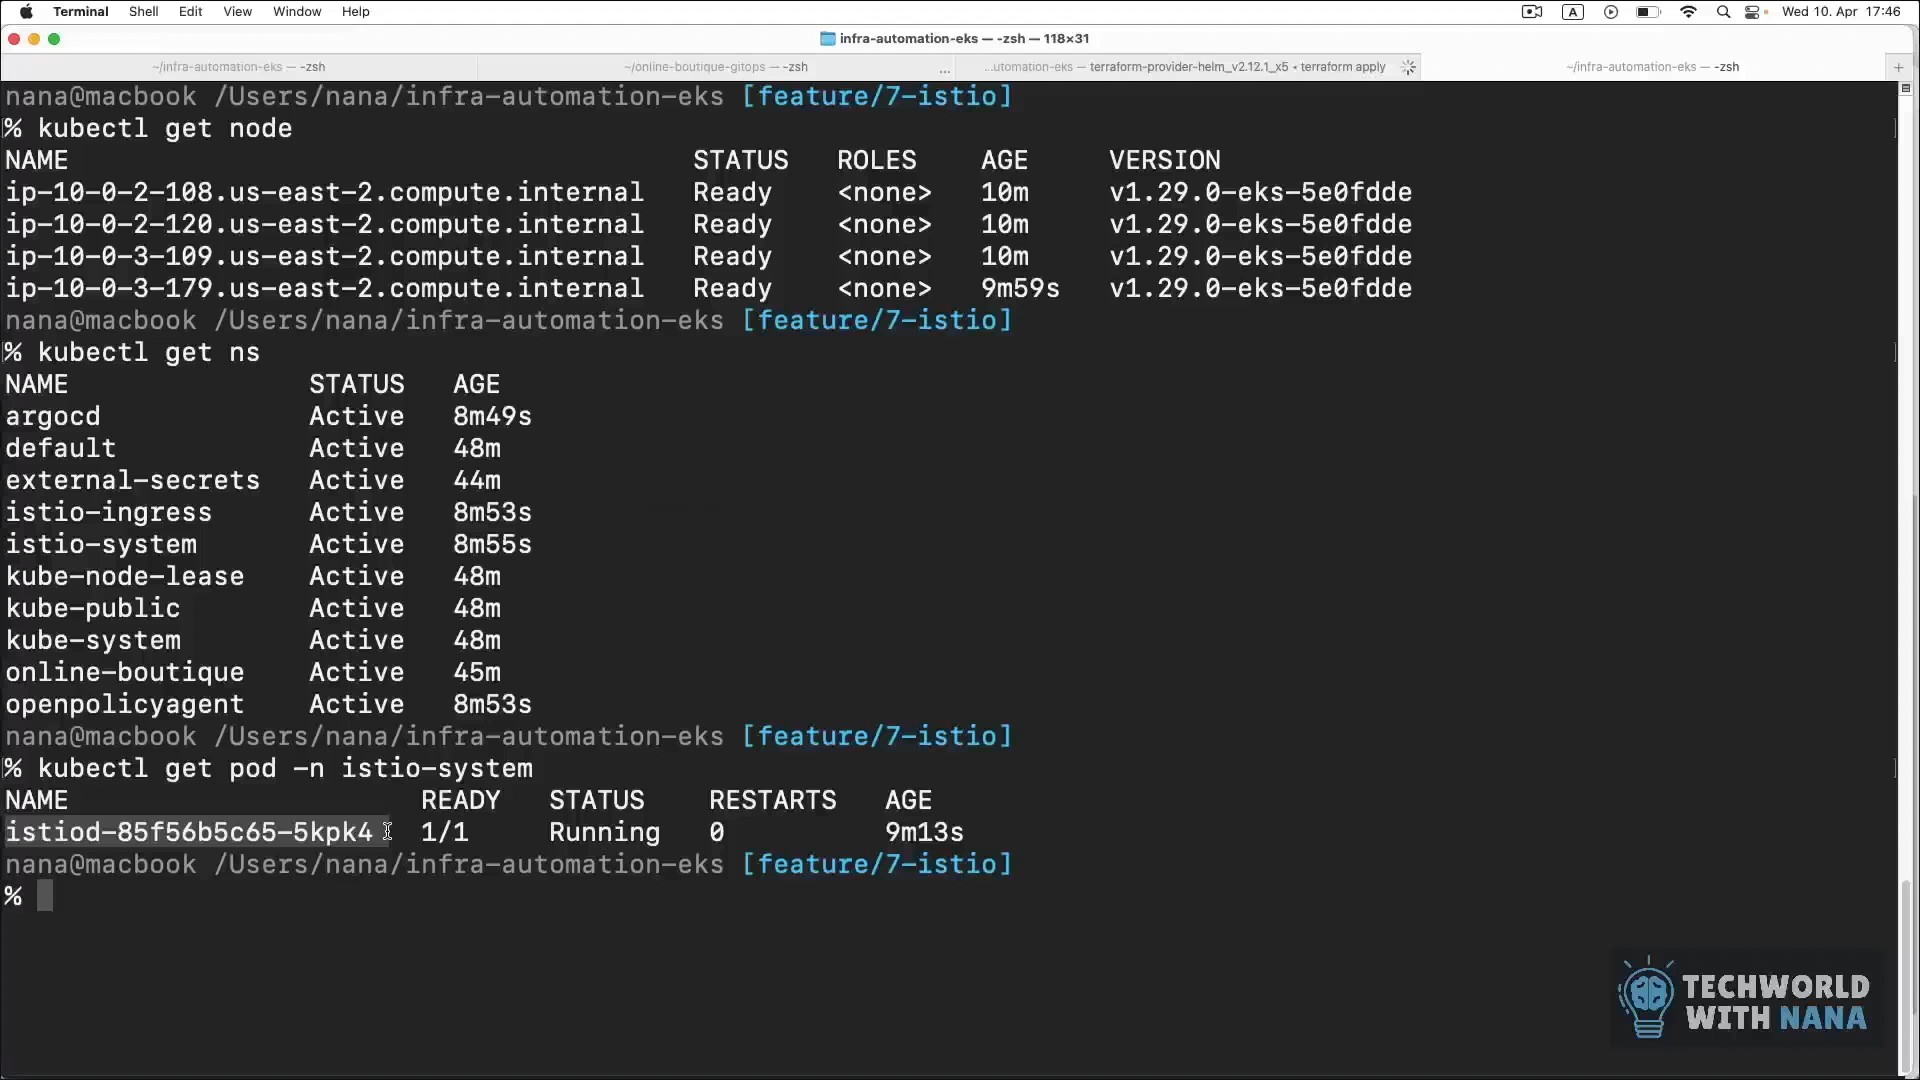 Terminal Shell Edit View Window Help A Wed 10. Apr 17:46
infra-automation-eks — -zsh — 118×31
~/infra-automation-eks — -zsh ~/online-boutique-gitops — -zsh ... ...utomation-eks — terraform-provider-helm_v2.12.1_x5 • terraform apply ~/infra-automation-eks — -zsh +
nana@macbook /Users/nana/infra-automation-eks [feature/7-istio]
% kubectl get node
NAME STATUS ROLES AGE VERSION
ip-10-0-2-108.us-east-2.compute.internal Ready <none> 10m v1.29.0-eks-5e0fdde
ip-10-0-2-120.us-east-2.compute.internal Ready <none> 10m v1.29.0-eks-5e0fdde
ip-10-0-3-109.us-east-2.compute.internal Ready <none> 10m v1.29.0-eks-5e0fdde
ip-10-0-3-179.us-east-2.compute.internal Ready <none> 9m59s v1.29.0-eks-5e0fdde
nana@macbook /Users/nana/infra-automation-eks [feature/7-istio]
% kubectl get ns
NAME STATUS AGE
argocd Active 8m49s
default Active 48m
external-secrets Active 44m
istio-ingress Active 8m53s
istio-system Active 8m55s
kube-node-lease Active 48m
kube-public Active 48m
kube-system Active 48m
online-boutique Active 45m
openpolicyagent Active 8m53s
nana@macbook /Users/nana/infra-automation-eks [feature/7-istio]
% kubectl get pod -n istio-system
NAME READY STATUS RESTARTS AGE
istiod-85f56b5c65-5kpk4 1/1 Running 0 9m13s
nana@macbook /Users/nana/infra-automation-eks [feature/7-istio]
%
TECHWORLD
WITH NANA